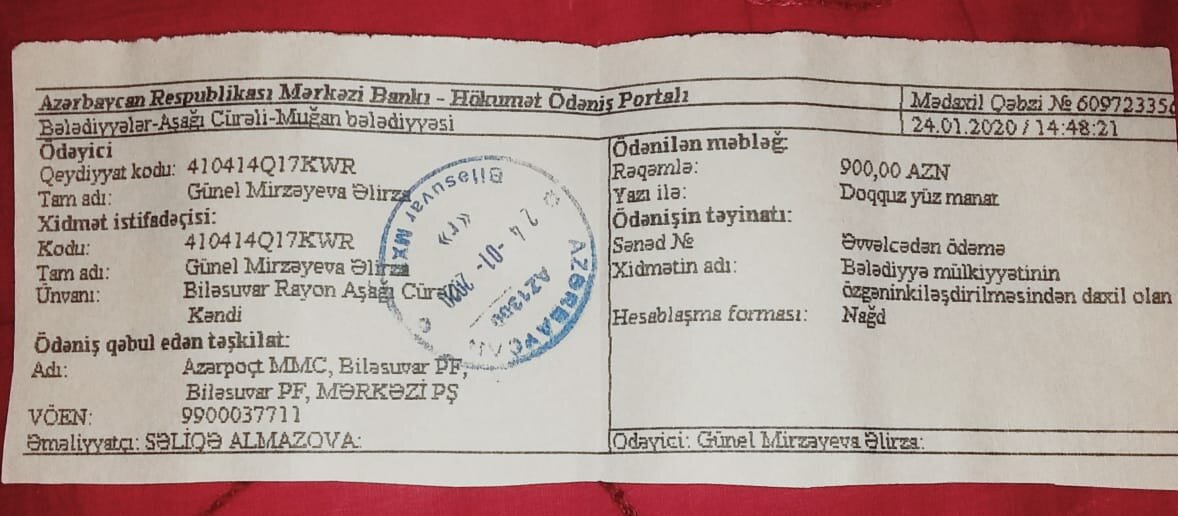 Azərbaycan Respublikası Mərkəzi Bankı - Hökumət Ödəniş Portalı
Mədaxil Qəbzi № 609723356
Bələdiyyələr-Aşağı Cürəli-Muğan bələdiyyəsi
24.01.2020 / 14:48:21
Ödəyici
Qeydiyyat kodu: 410414Q17KWR
Tam adı: Günel Mirzəyeva Əlirza
Xidmət istifadəçisi:
Kodu: 410414Q17KWR
Tam adı: Günel Mirzəyeva Əlirza
Ünvanı: Biləsuvar Rayon Aşağı Cürəli
Kəndi
Ödəniş qəbul edən təşkilat:
Adı: Azərpoçt MMC, Biləsuvar PF,
Biləsuvar PF, MƏRKƏZİ PŞ
VÖEN: 9900037711
Əməliyyatçı: SƏLİQƏ ALMAZOVA:
Ödənilən məbləğ:
Rəqəmlə: 900,00 AZN
Yazı ilə: Doqquz yüz manat
Ödənişin təyinatı:
Sənəd № Əvvəlcədən ödəmə
Xidmətin adı: Bələdiyyə mülkiyyətinin
özgəninkiləşdirilməsindən daxil olan
Hesablaşma forması: Nağd
Ödəyici: Günel Mirzəyeva Əlirza:
Biləsuvar MX
«r»
24-01-2020
AZ1300
AZƏRBAYCAN